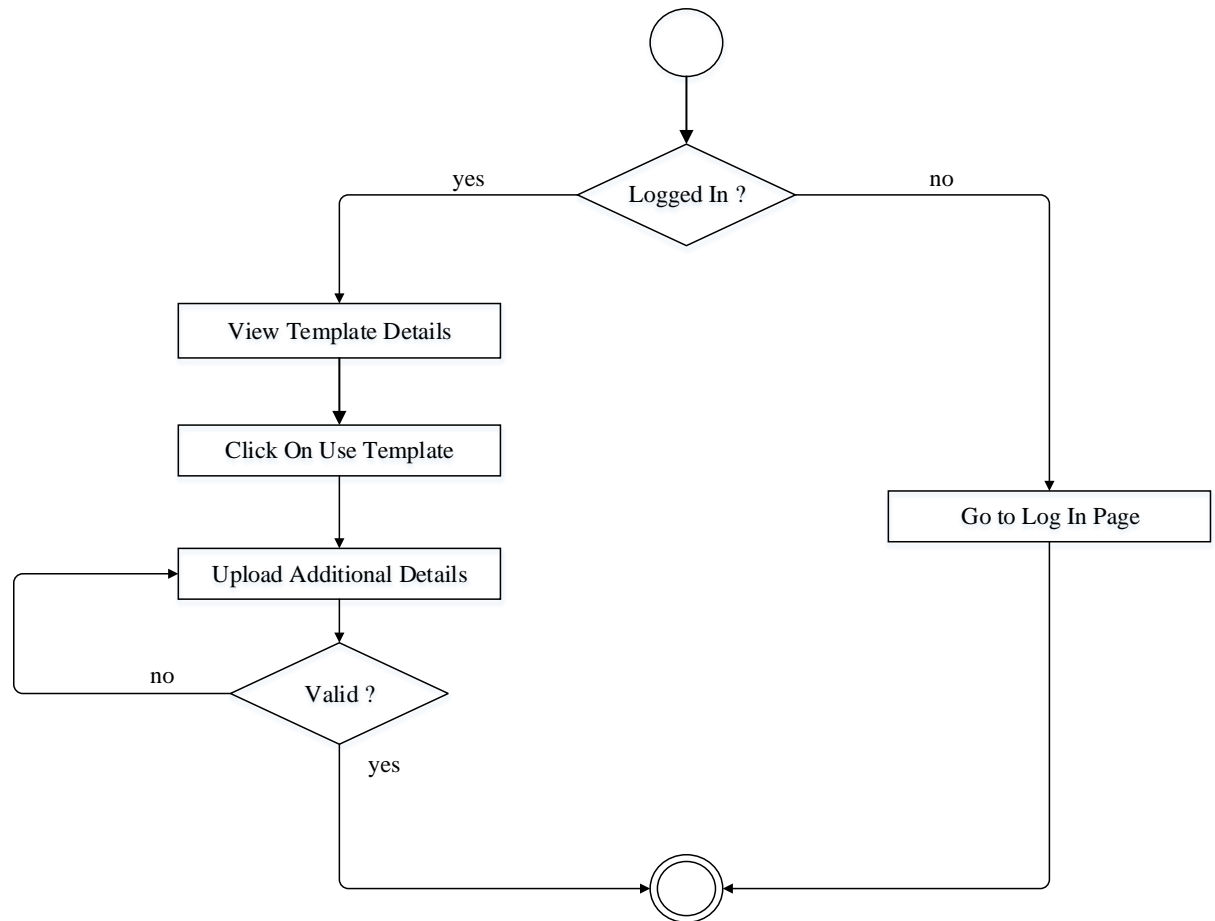 Logged In ?
yes
no
View Template Details
Click On Use Template
Go to Log In Page
Upload Additional Details
no
Valid ?
yes